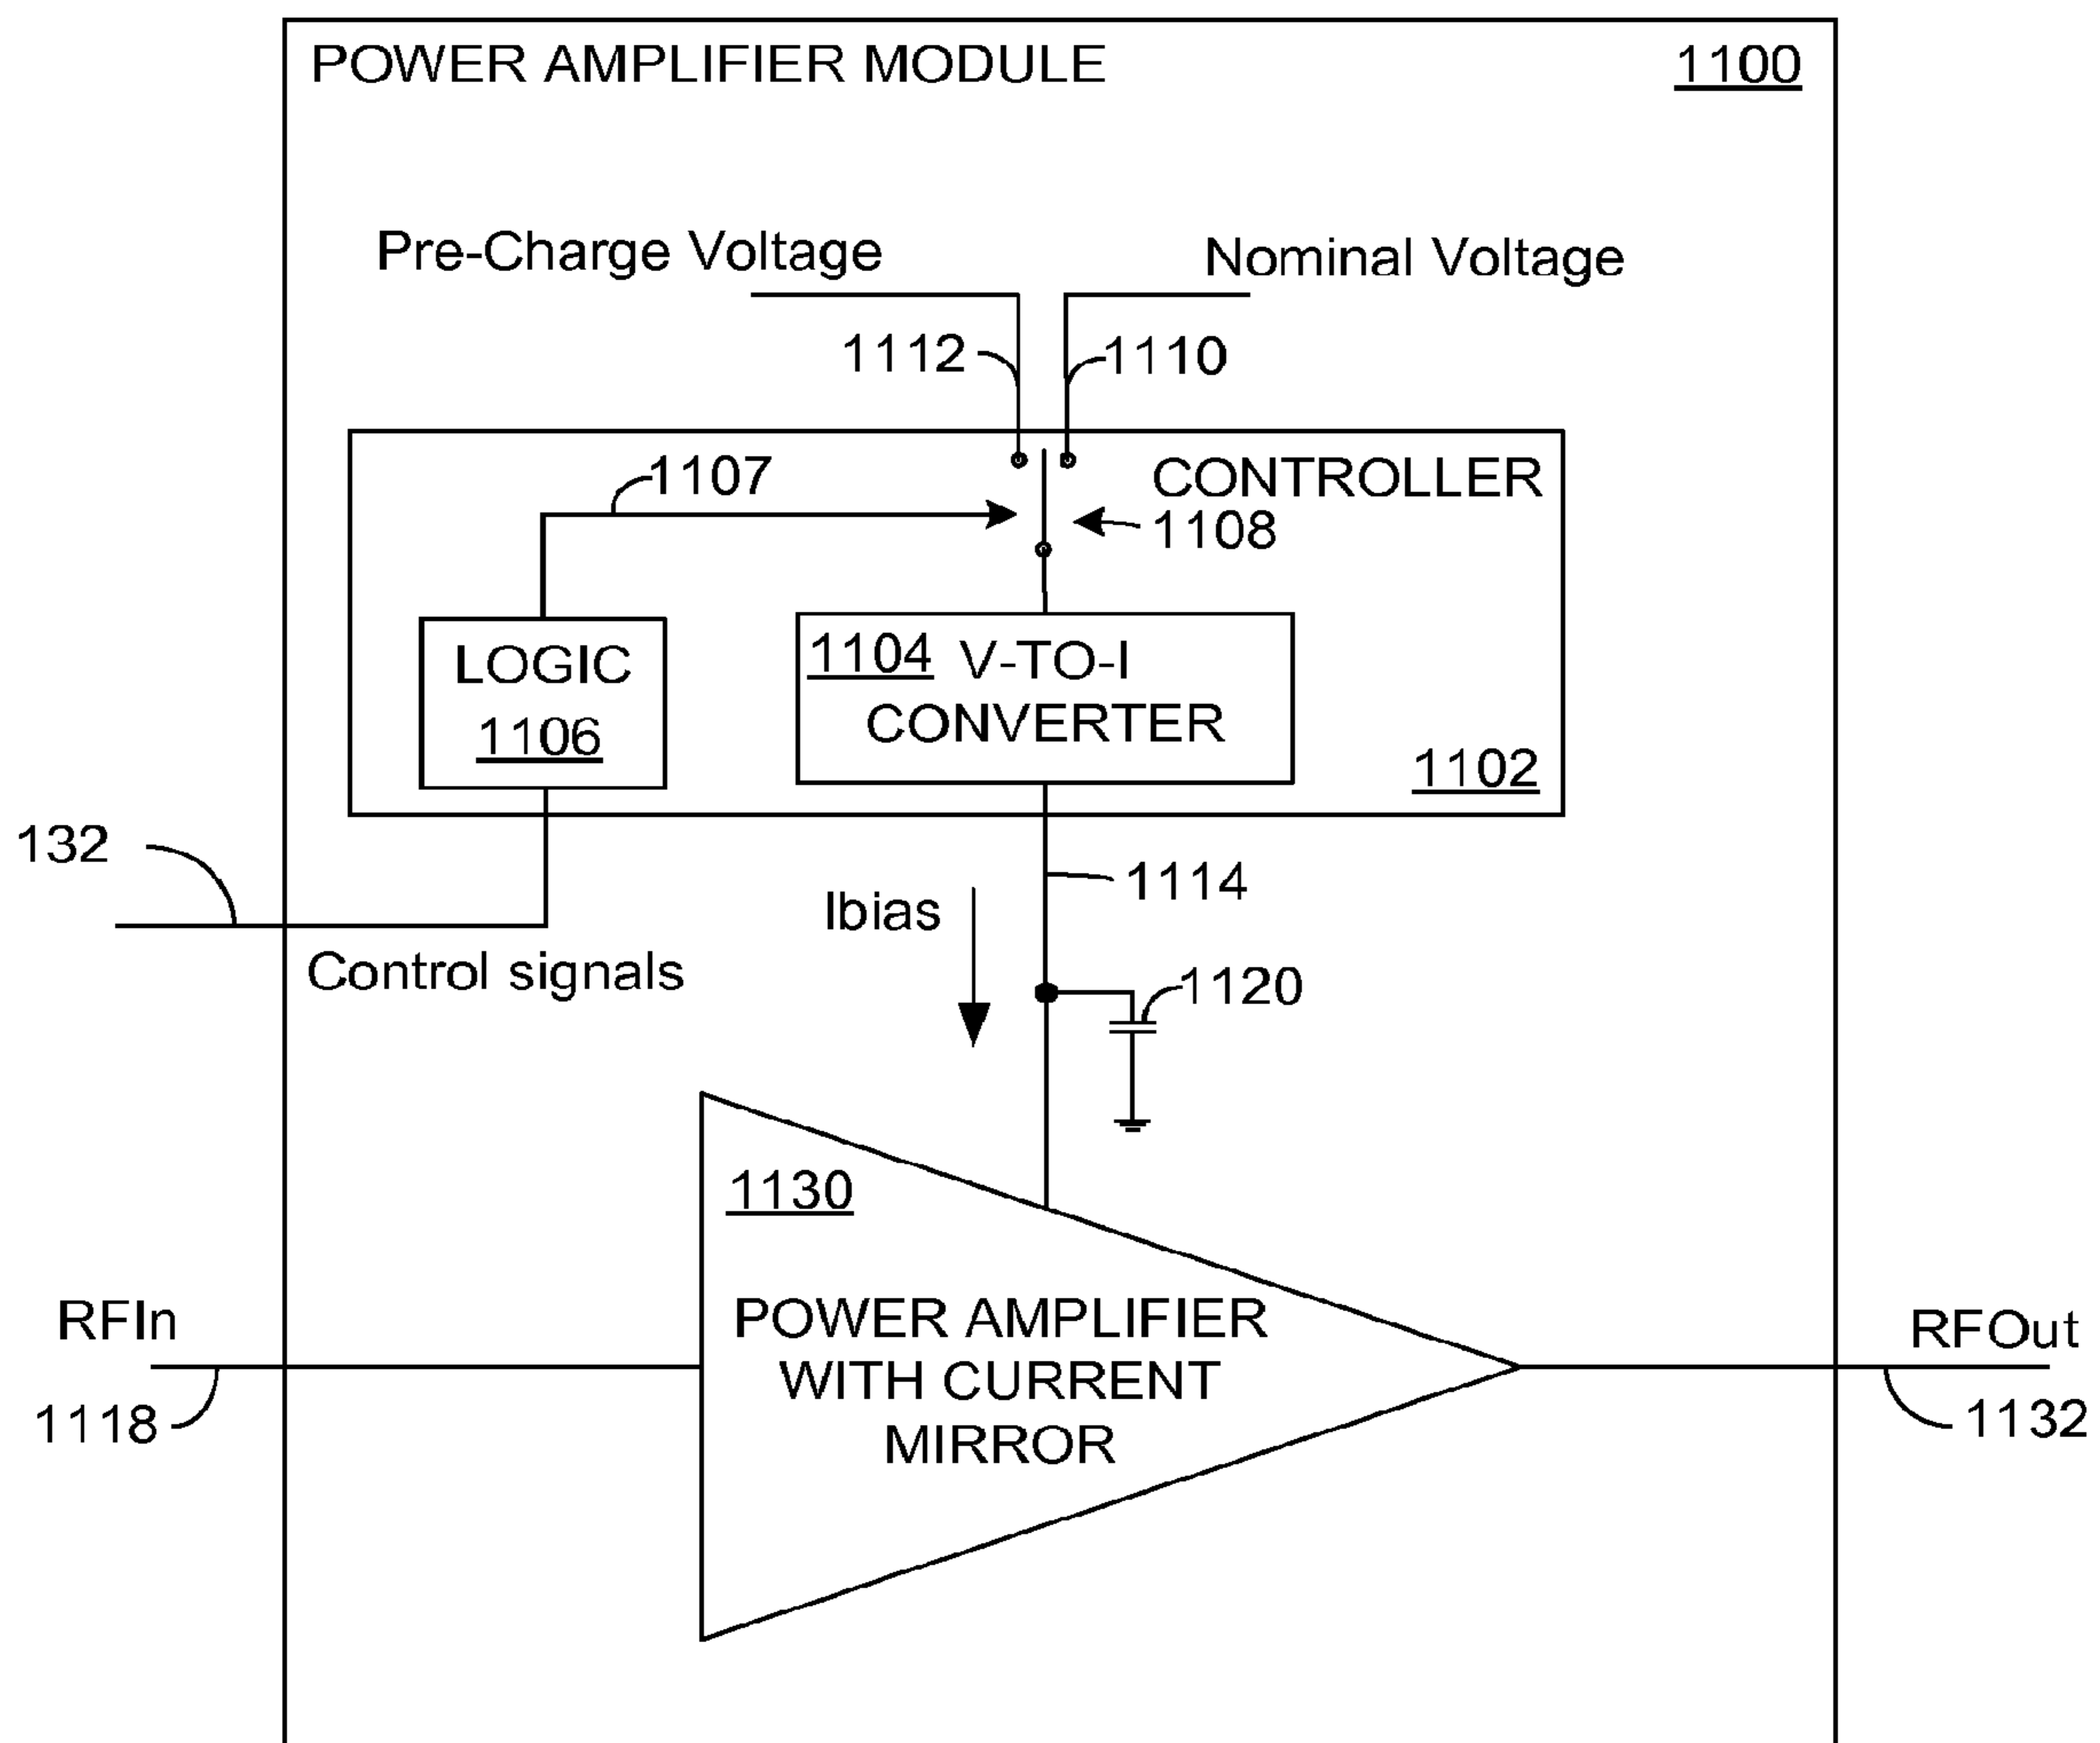 POWER AMPLIFIER MODULE
1100
Pre-Charge Voltage
Nominal Voltage
1112
1110
1107
CONTROLLER
1108
LOGIC
1106
1104 V-TO-I
CONVERTER
1102
132
1114
Ibias
Control signals
1120
1130
RFIn
POWER AMPLIFIER
WITH CURRENT
MIRROR
RFOut
1118
1132